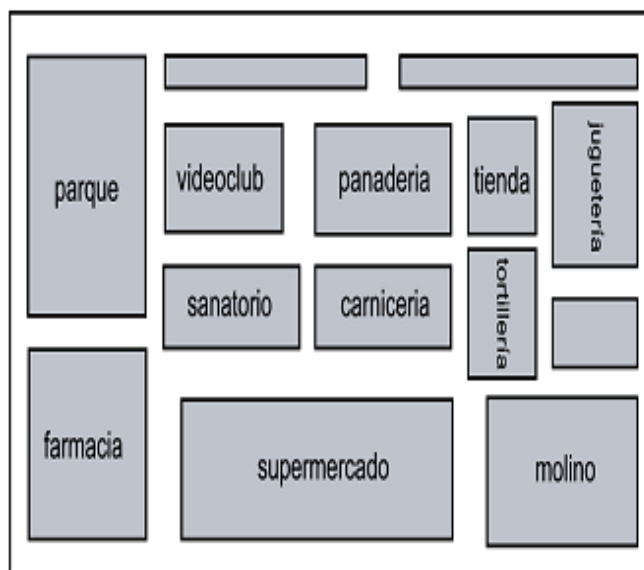 parque
videoclub
panaderia
tienda
juguetería
sanatorio
carniceria
tortillería
farmacia
supermercado
molino